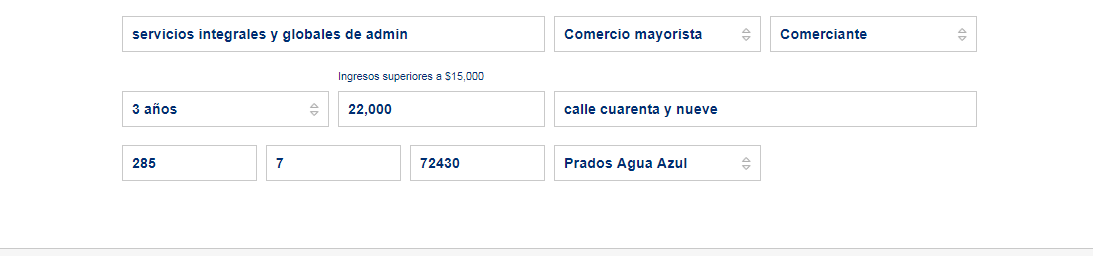 servicios integrales y globales de admin Comercio mayorista Comerciante
Ingresos superiores a $15,000
3 años 22,000 calle cuarenta y nueve
285 7 72430 Prados Agua Azul